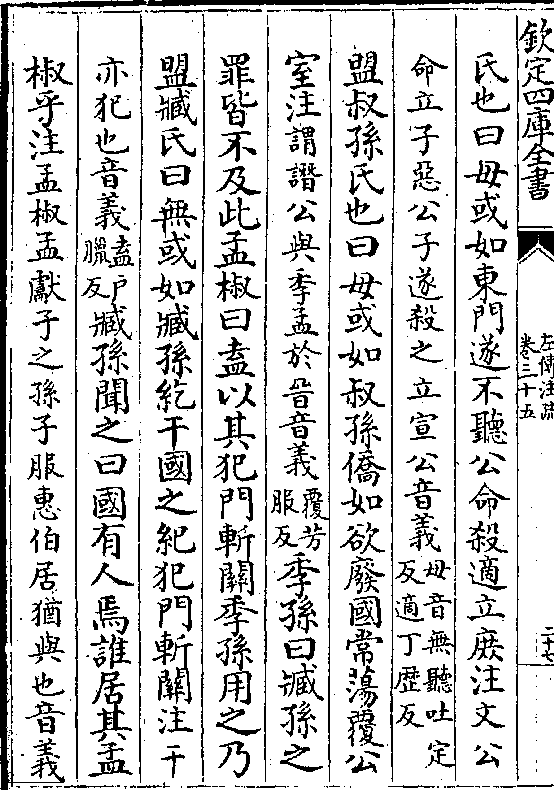 欽定四庫全書
左傳注疏
卷三十五
二十七
氏也曰毋或如東門遂不聽公命殺適立庶注文公
命立子惡公子遂殺之立宣公音義毋音無聽吐定反適丁歴反
盟叔孫氏也曰毋或如叔孫僑如欲廢國常蕩覆公
室注謂譖公與季孟於晉音義覆芳服反季孫曰臧孫之
罪皆不及此孟椒曰盍以其犯門斬關季孫用之乃
盟臧氏曰無或如臧孫紇干國之紀犯門斬關注干
亦犯也音義盍户臘反臧孫聞之曰國有人焉誰居其孟
椒乎注孟椒孟獻子之孫子服惠伯居猶與也音義